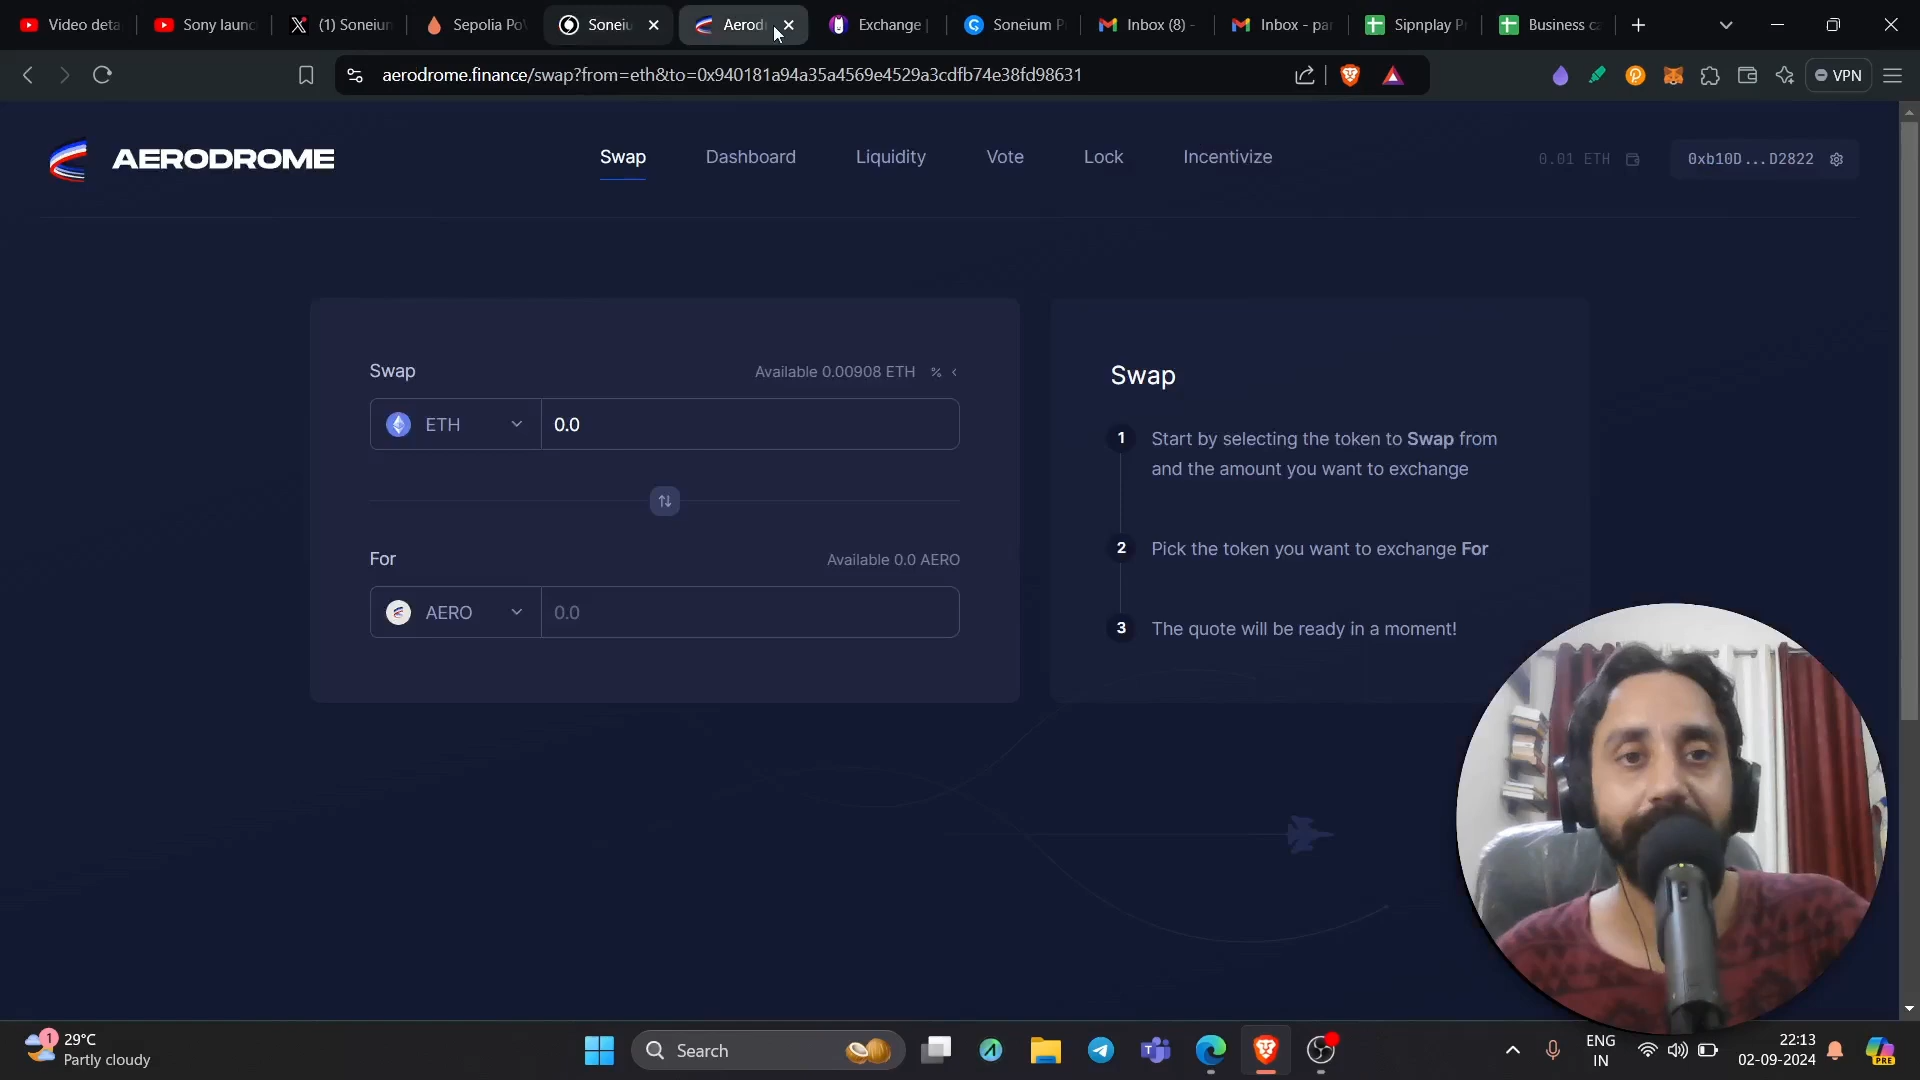 Video deta
Sony launc
(1) Soneiun
Sepolia PoW
Soneiu
Aerod
Exchange |
Soneium P
Inbox (8) -
Inbox - pa
Sipnplay P
Business ca
aerodrome.finance/swap?from=eth&to=0x940181a94a35a4569e4529a3cdfb74e38fd98631
VPN
AERODROME
Swap
Dashboard
Liquidity
Vote
Lock
Incentivize
0.01 ETH
0xb10D...D2822
Swap
Available 0.00908 ETH %
ETH
0.0
For
Available 0.0 AERO
AERO
0.0
Swap
1 Start by selecting the token to Swap from
and the amount you want to exchange
2 Pick the token you want to exchange For
3 The quote will be ready in a moment!
1
29°C
Partly cloudy
Search
ENG
IN
22:13
02-09-2024
PRE